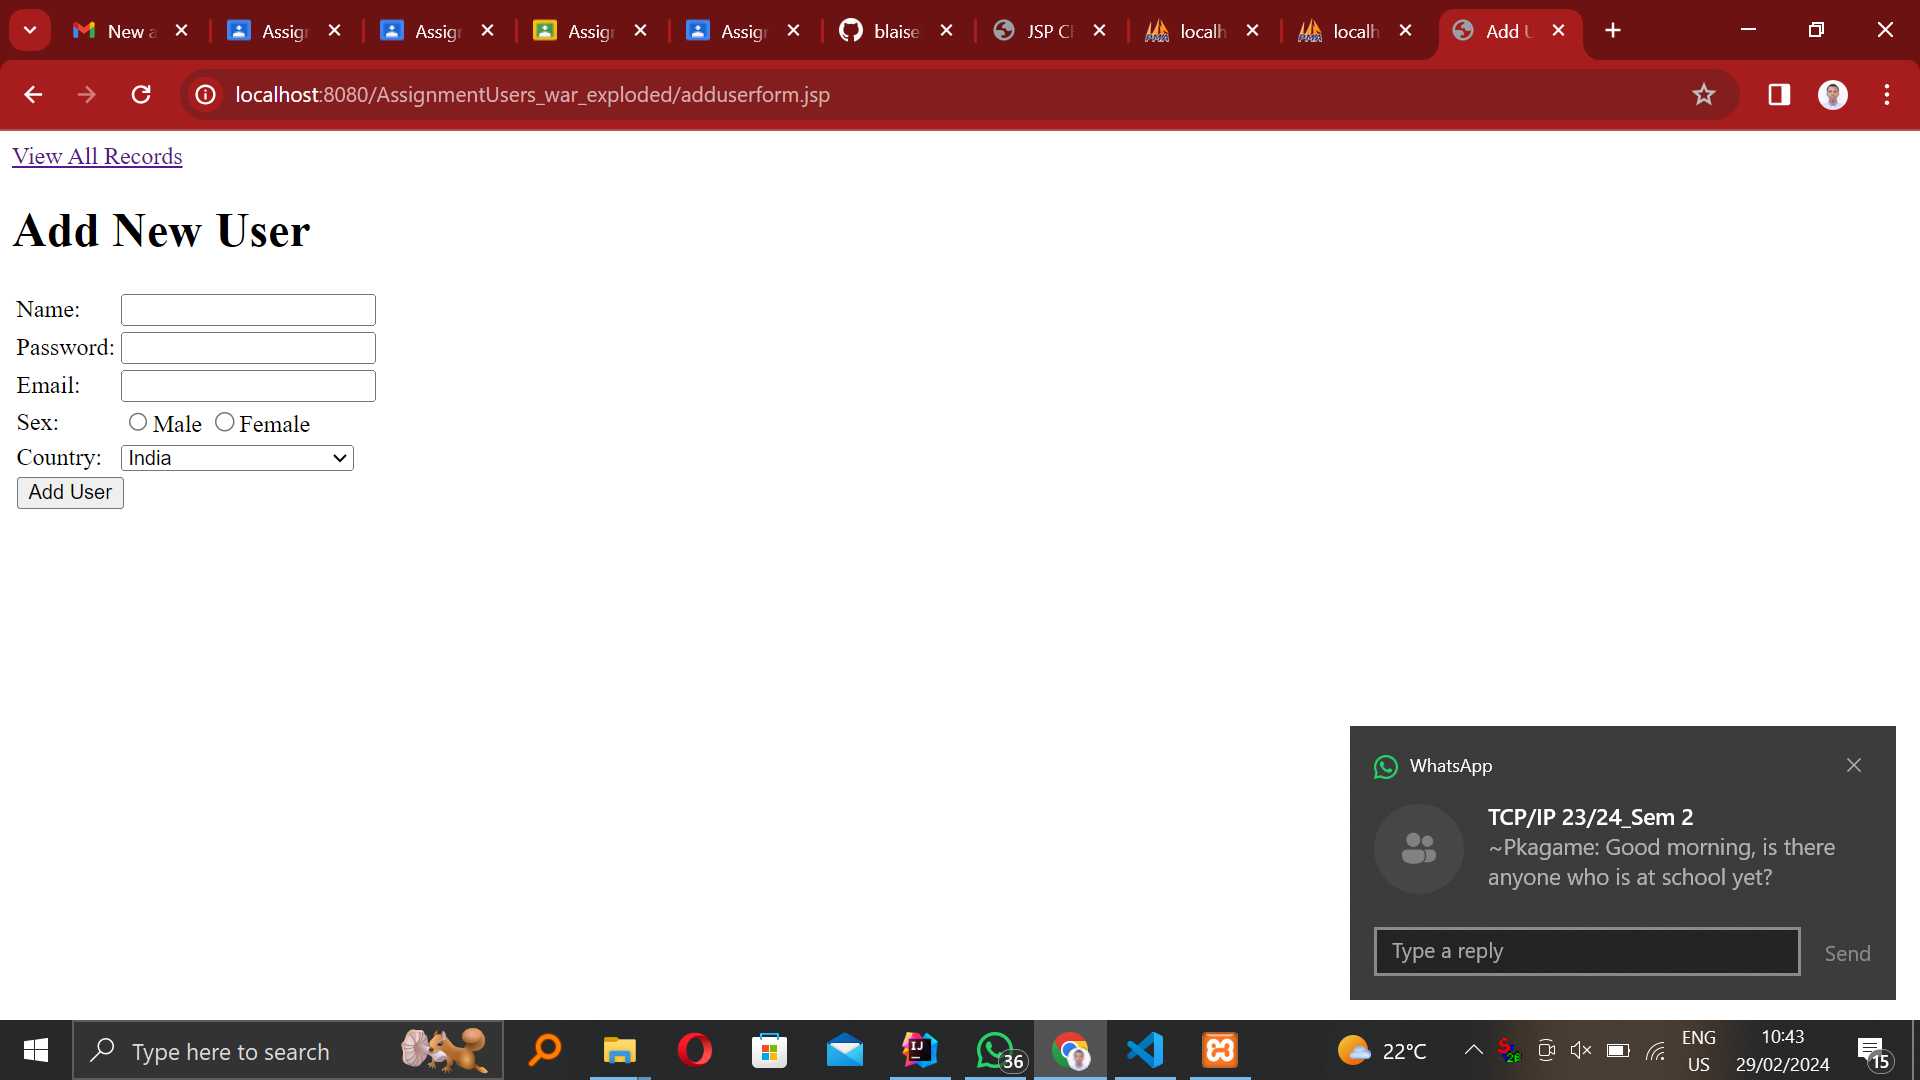 New a
Assigr
Assigr
Assigr
Assigr
blaise
JSP C
localh
localh
Add U
localhost:8080/AssignmentUsers_war_exploded/adduserform.jsp
View All Records
Add New User
Name:
Password:
Email:
Sex: Male Female
Country: India
Add User
WhatsApp
TCP/IP 23/24_Sem 2
~Pkagame: Good morning, is there
anyone who is at school yet?
Type a reply
Send
Type here to search
36
22°C
ENG
US
10:43
29/02/2024
15